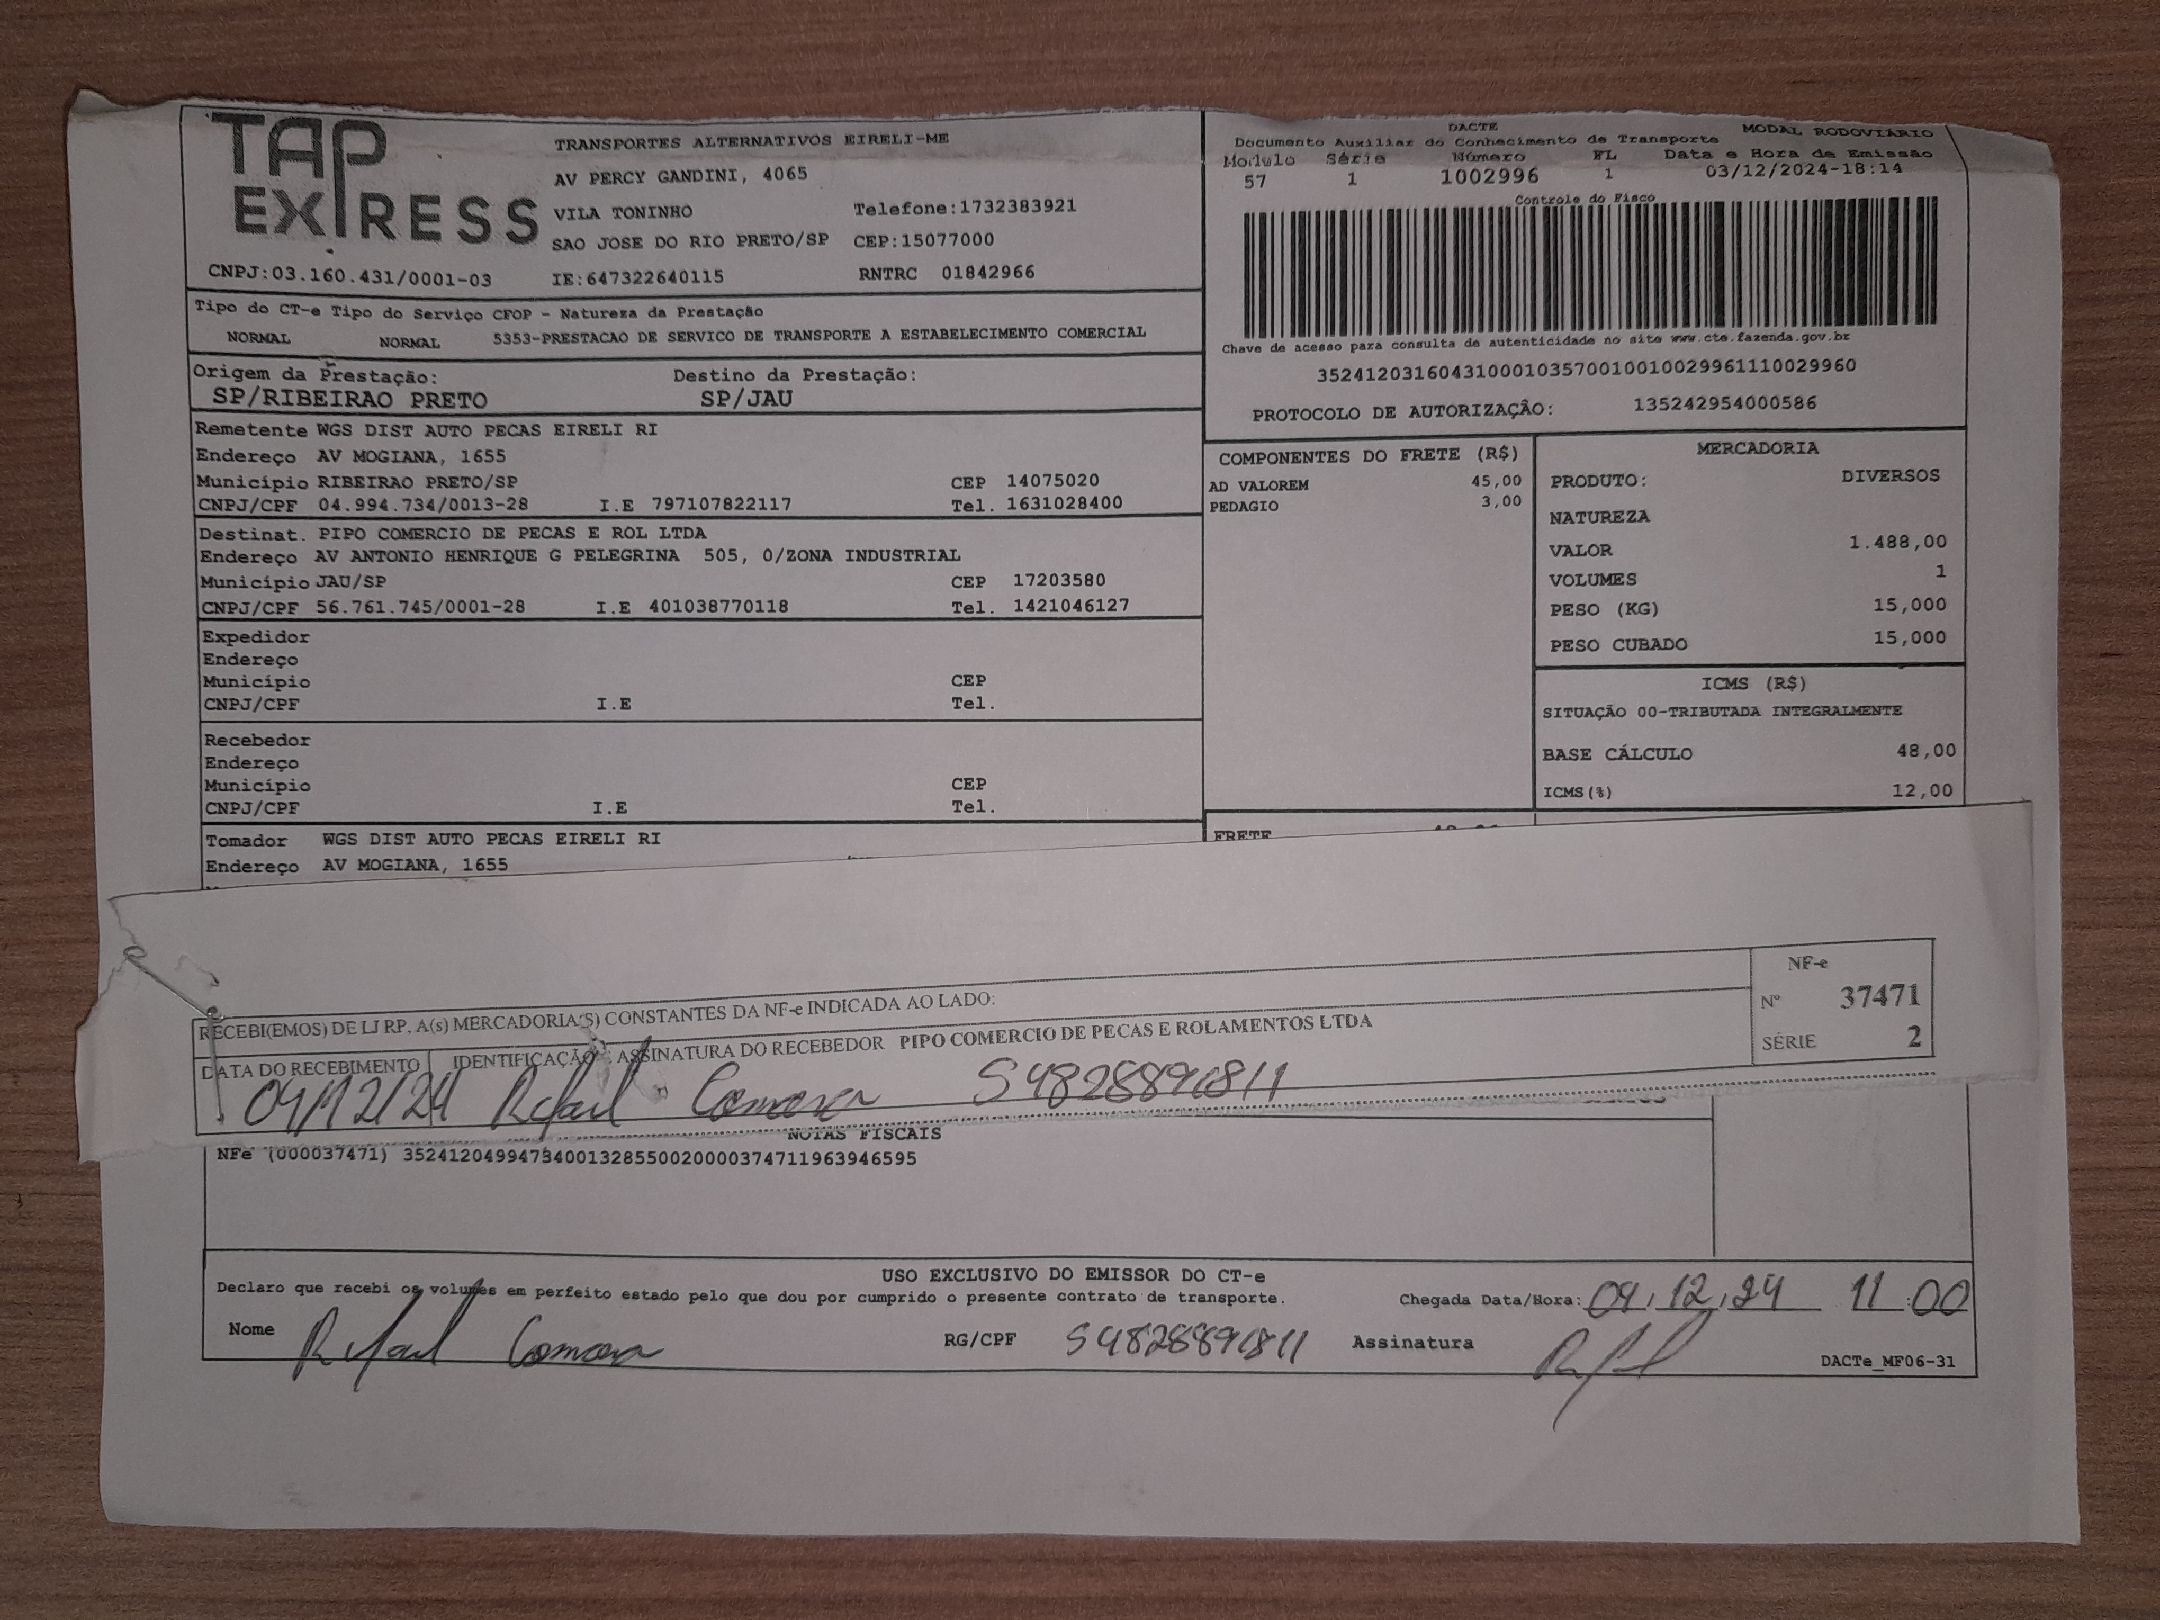 TAP EXPRESS
TRANSPORTES ALTERNATIVOS EIRELI-ME
AV PERCY GANDINI, 4065
VILA TONINHO Telefone:1732383921
SAO JOSE DO RIO PRETO/SP CEP:15077000
CNPJ:03.160.431/0001-03 IE:647322640115 RNTRC 01842966
DACTE MODAL RODOVIARIO
Documento Auxiliar do Conhecimento de Transporte
Modulo Série Número FL Data e Hora de Emissão
57 1 1002996 1 03/12/2024-18:14
Controle do Fisco
Chave de acesso para consulta de autenticidade no site www.cte.fazenda.gov.br
35241203160431000103570010010029961110029960
PROTOCOLO DE AUTORIZAÇÃO: 135242954000586
Tipo do CT-e Tipo do Serviço CFOP - Natureza da Prestação
NORMAL NORMAL 5353-PRESTACAO DE SERVICO DE TRANSPORTE A ESTABELECIMENTO COMERCIAL
Origem da Prestação: Destino da Prestação:
SP/RIBEIRAO PRETO SP/JAU
Remetente WGS DIST AUTO PECAS EIRELI RI
Endereço AV MOGIANA, 1655
Município RIBEIRAO PRETO/SP CEP 14075020
CNPJ/CPF 04.994.734/0013-28 I.E 797107822117 Tel. 1631028400
Destinat. PIPO COMERCIO DE PECAS E ROL LTDA
Endereço AV ANTONIO HENRIQUE G PELEGRINA 505, 0/ZONA INDUSTRIAL
Município JAU/SP CEP 17203580
CNPJ/CPF 56.761.745/0001-28 I.E 401038770118 Tel. 1421046127
Expedidor
Endereço
Município CEP
CNPJ/CPF I.E Tel.
Recebedor
Endereço
Município CEP
CNPJ/CPF I.E Tel.
Tomador WGS DIST AUTO PECAS EIRELI RI
Endereço AV MOGIANA, 1655
COMPONENTES DO FRETE (R$)
AD VALOREM 45,00
PEDAGIO 3,00
FRETE
MERCADORIA
PRODUTO: DIVERSOS
NATUREZA
VALOR 1.488,00
VOLUMES 1
PESO (KG) 15,000
PESO CUBADO 15,000
ICMS (R$)
SITUAÇÃO 00-TRIBUTADA INTEGRALMENTE
BASE CÁLCULO 48,00
ICMS(%) 12,00
RECEBI(EMOS) DE LJ RP, A(s) MERCADORIA(S) CONSTANTES DA NF-e INDICADA AO LADO:
DATA DO RECEBIMENTO IDENTIFICAÇÃO ASSINATURA DO RECEBEDOR PIPO COMERCIO DE PECAS E ROLAMENTOS LTDA
04/12/24 Rafael 54828891811
NF-e
Nº 37471
SÉRIE 2
NOTAS FISCAIS
NFe (000037471) 35241204994734001328550020000374711963946595
USO EXCLUSIVO DO EMISSOR DO CT-e
Declaro que recebi os volumes em perfeito estado pelo que dou por cumprido o presente contrato de transporte.
Chegada Data/Hora: 04,12,24 11:00
Nome Rafael RG/CPF 54828891811 Assinatura
DACTe_MF06-31